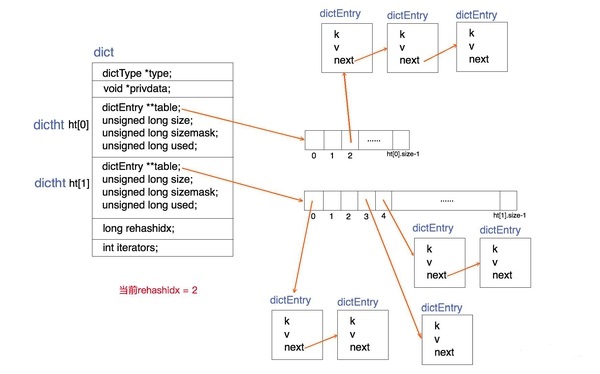 dict
dictType *type;
void *privdata;
dictht ht[0]
dictEntry **table;
unsigned long size;
unsigned long sizemask;
unsigned long used;
dictht ht[1]
dictEntry **table;
unsigned long size;
unsigned long sizemask;
unsigned long used;
long rehashidx;
int iterators;
当前rehashidx = 2
dictEntry
k
v
next
dictEntry
k
v
next
dictEntry
k
v
next
......
0 1 2 ht[0].size-1
......
0 1 2 3 4 ht[1].size-1
dictEntry
k
v
next
dictEntry
k
v
next
dictEntry
k
v
next
dictEntry
k
v
next
dictEntry
k
v
next